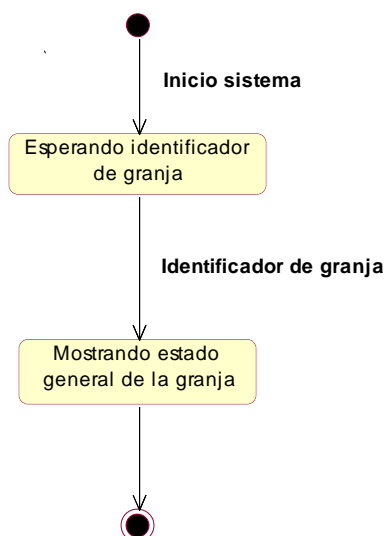 Inicio sistema
Esperando identificador
de granja
Identificador de granja
Mostrando estado
general de la granja